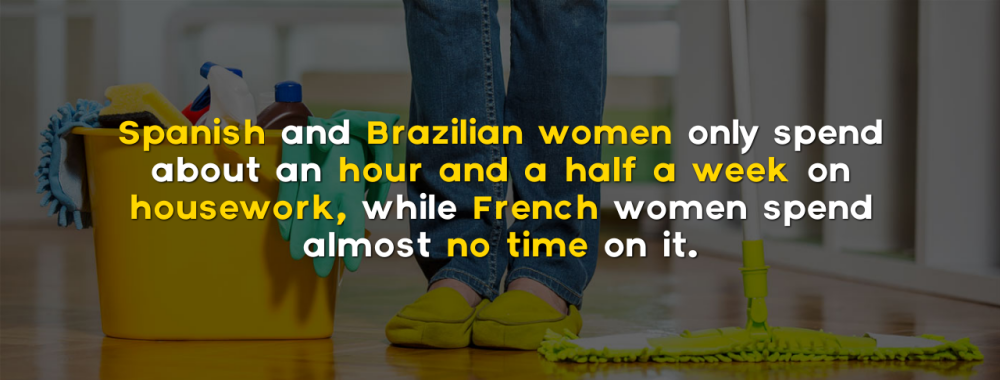 Spanish and Brazilian women only spend
about an hour and a half a week on
housework, while French women spend
almost no time on it.